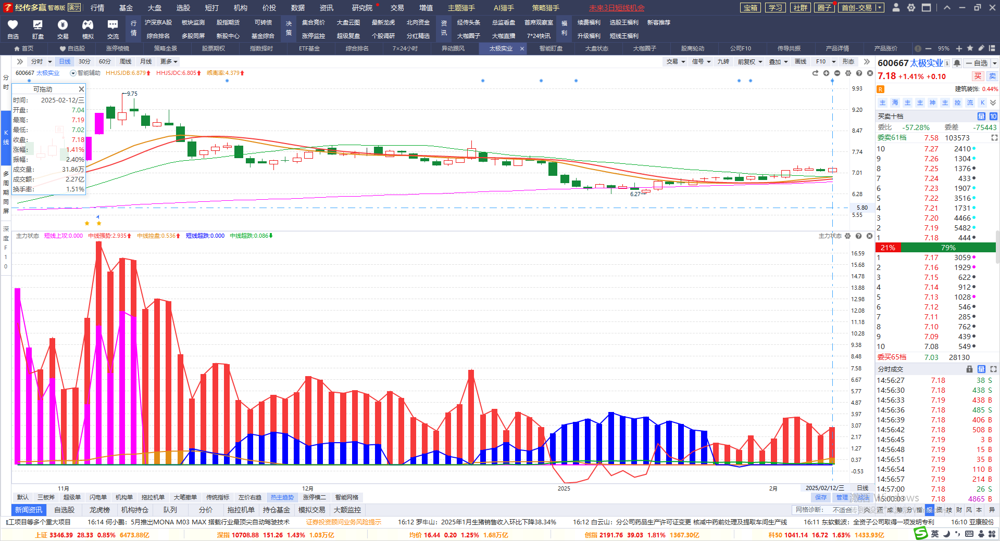 经传多赢 智尊版 演示 行情 基金 大盘 选股 短打 机构 价投 数据 资讯 研究院 交易 增值 主题猎手 AI猎手 策略猎手 未来3日短线机会 宝箱 学习 社群 圈子 首创-交易
行情 沪深京A股 板块监测 股指期货 可转债 决策 集合竞价 大盘云图 最新龙虎 北向资金 资讯 经传头条 总监看盘 首席观察室 福利 续费福利 选股王福利 新客推荐
自选 盯盘 交易 模拟 交流 综合排名 多股同屏 新股中心 基金综合 涨停监控 超级复盘 个股调研 分红精选 大咖圈子 大咖直播 7*24快讯 升级福利 短线王福利
首页 自选股 涨停棱镜 策略全景 股票期权 指数择时 ETF基金 综合排名 7×24小时 异动跟风 太极实业 智能盯盘 大盘状态 大咖圈子 股商轮动 公司F10 传导共振 产品详情 产品涨价 95%
分时 日线 30分 60分 周线 月线 更多 交易 信号 九转 前复权 叠加 画线 F10 形态
600667 太极实业 智能辅助 HHJSJDB:6.879 HHJSJDC:6.805 乖离率:4.379
分时
K线
多周期同屏
深度F10
可拖动
时间: 2025-02-12/三
开盘: 7.04
最高: 7.19
最低: 7.02
收盘: 7.18
涨幅: 1.41%
振幅: 2.40%
成交量: 31.86万
成交额: 2.27亿
换手率: 1.51%
9.75
6.27
9.93
9.20
8.47
7.74
7.01
6.28
5.80
5.55
主力状态 短线上攻:0.000 中线强势:2.935 中线控盘:0.536 短线超跌:0.000 中线超跌:0.086 主力状态
16.59
15.68
14.78
13.88
12.98
12.08
11.18
10.28
9.38
8.48
7.58
6.67
5.77
4.87
3.97
3.07
2.17
1.27
0.37
-0.53
11月 12月 2025 2月 2025/02/12/三 日线
默认 三板斧 超级单 闪电单 机构单 拖拉机单 大笔撤单 传统指标 左价右趋 热主趋势 涨停横二 智能网格 保存 管理
新闻资讯 自选股 龙虎榜 机构持仓 队列 分价 拖拉机单 持仓基金 模拟交易 大额监控 网格诊断: 不适合
600667 太极实业 自选
7.18 +1.41% +0.10 买 卖
R 建筑装饰: 0.44%
主 海 主 主 神 主 控 流 K
买卖十档 量 10
委比 -57.28% 委差 -75443
委卖61档 7.58 103573
10 7.27 2410
9 7.26 1304
8 7.25 1376
7 7.24 433
6 7.23 1907
5 7.22 3516
4 7.21 1731
3 7.20 4466
2 7.19 5482
1 7.18 444
21% 79%
1 7.17 3059
2 7.16 1929
3 7.15 622
4 7.14 912
5 7.13 1028
6 7.12 546
7 7.11 285
8 7.10 762
9 7.09 439
10 7.08 549
委买65档 7.03 28130
分时成交 量
14:56:27 7.18 38 S
14:56:30 7.18 438 S
14:56:33 7.19 438 B
14:56:36 7.18 485 S
14:56:39 7.18 406 B
14:56:42 7.19 508 B
14:56:45 7.19 3 B
14:56:48 7.19 15 B
14:56:51 7.19 35 B
14:56:54 7.19 110 B
14:56:57 7.19 214 B
14:57:00 7.18 26 S
15:00:03 7.18 4865 B
激活 Windows
报 技 财 风 本 异
工项目等多个重大项目 16:14 何小鹏: 5月推出MONA M03 MAX 搭载行业最顶尖自动驾驶技术 证券投资顾问业务风险提示 16:12 罗牛山: 2025年1月生猪销售收入环比下降38.34% 16:12 白云山: 分公司药品生产许可证变更 核减中药前处理及提取车间生产线 16:11 东软载波: 全资子公司取得一项发明专利 16:10 亚康股份
上证 3346.39 28.33 0.85% 6473.88亿 深指 10708.88 151.26 1.43% 1.03万亿 均价 16.44 0.20 1.25% 1.68万亿 创指 2191.76 39.03 1.81% 1367.30亿 科50 1041.14 16.72 1.63% 1433.93亿 英